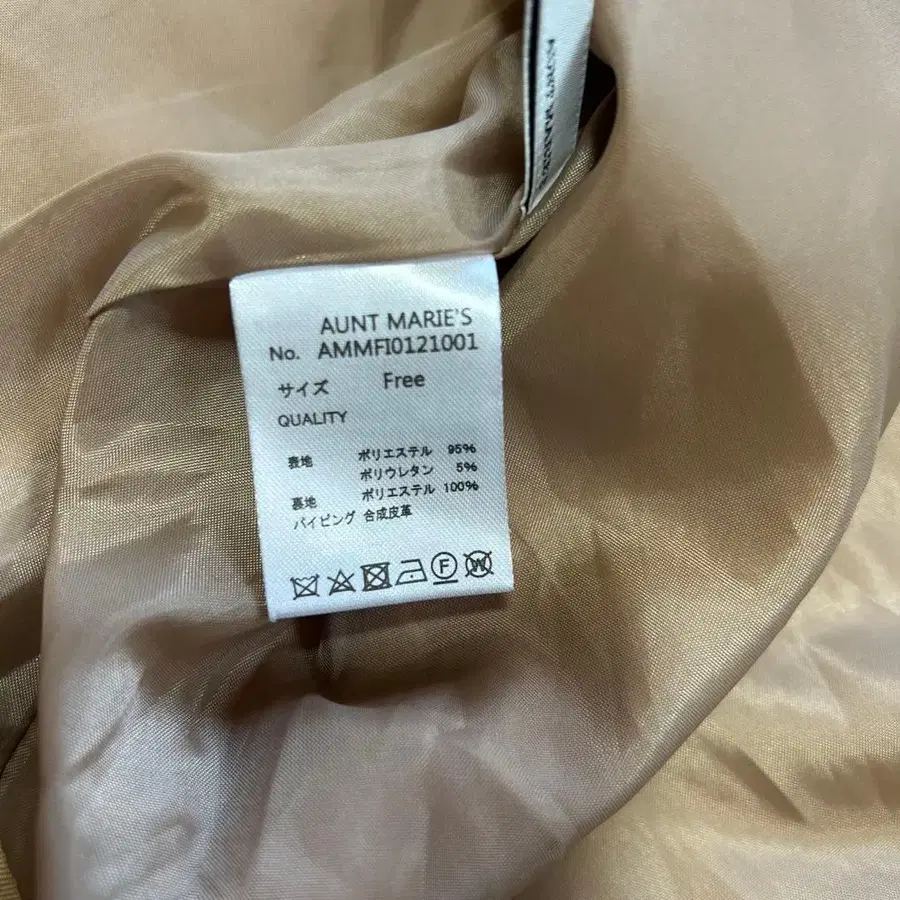 AUNT MARIE'S
No. AMMFI0121001
サイズ Free
QUALITY
表地 ポリエステル 95%
ポリウレタン 5%
裏地 ポリエステル 100%
パイピング 合成皮革
F W